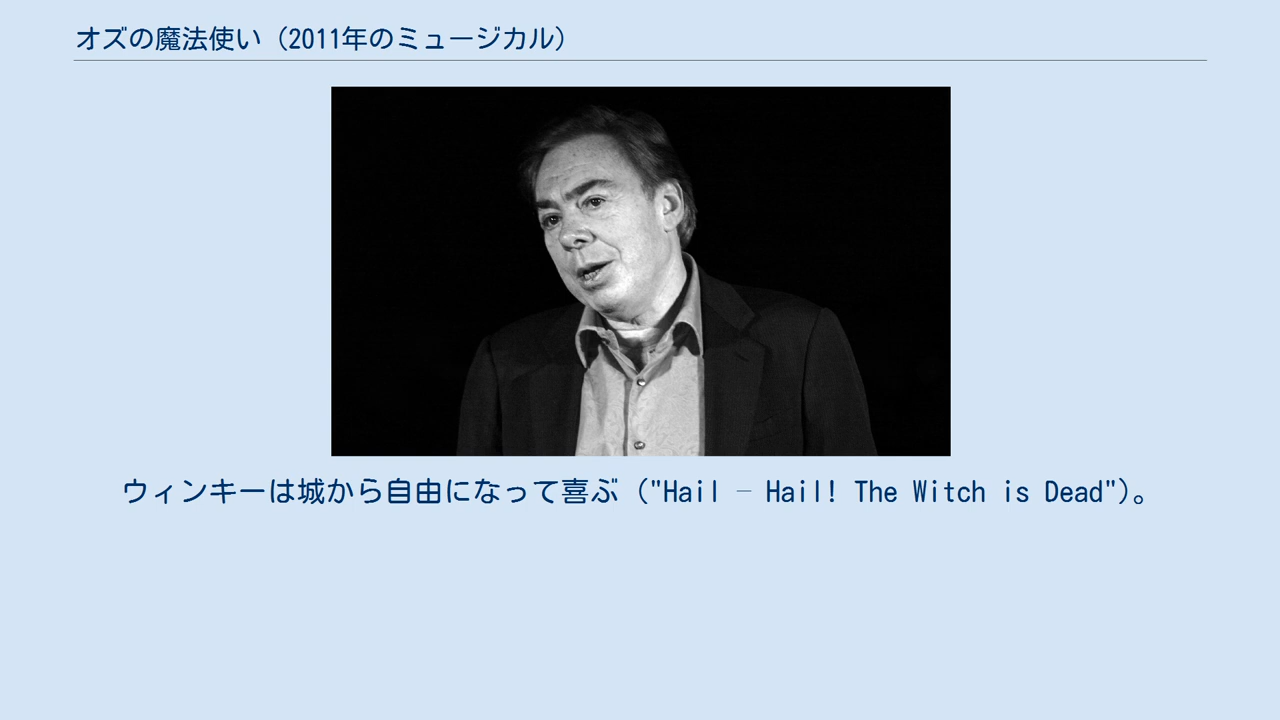 オズの魔法使い（2011年のミュージカル）
ウィンキーは城から自由になって喜ぶ（"Hail – Hail! The Witch is Dead"）。